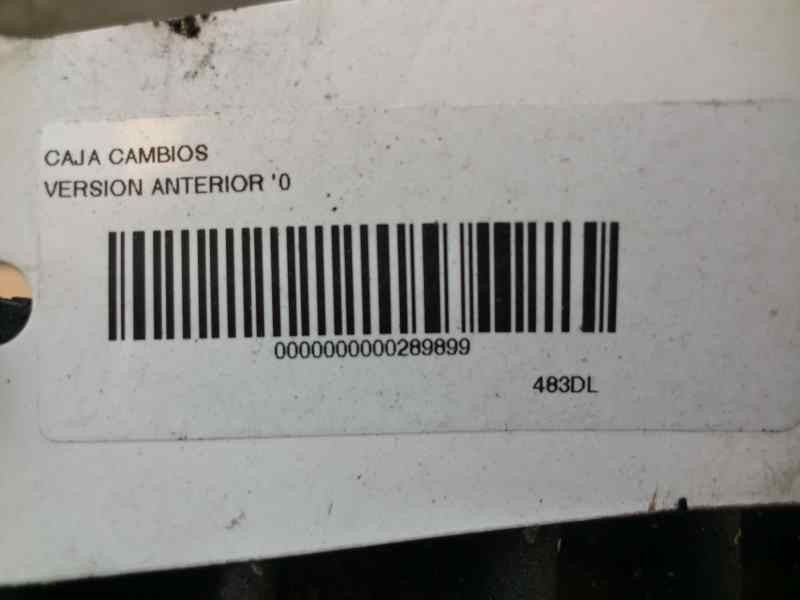 CAJA CAMBIOS
VERSION ANTERIOR '0
0000000000289899
483DL